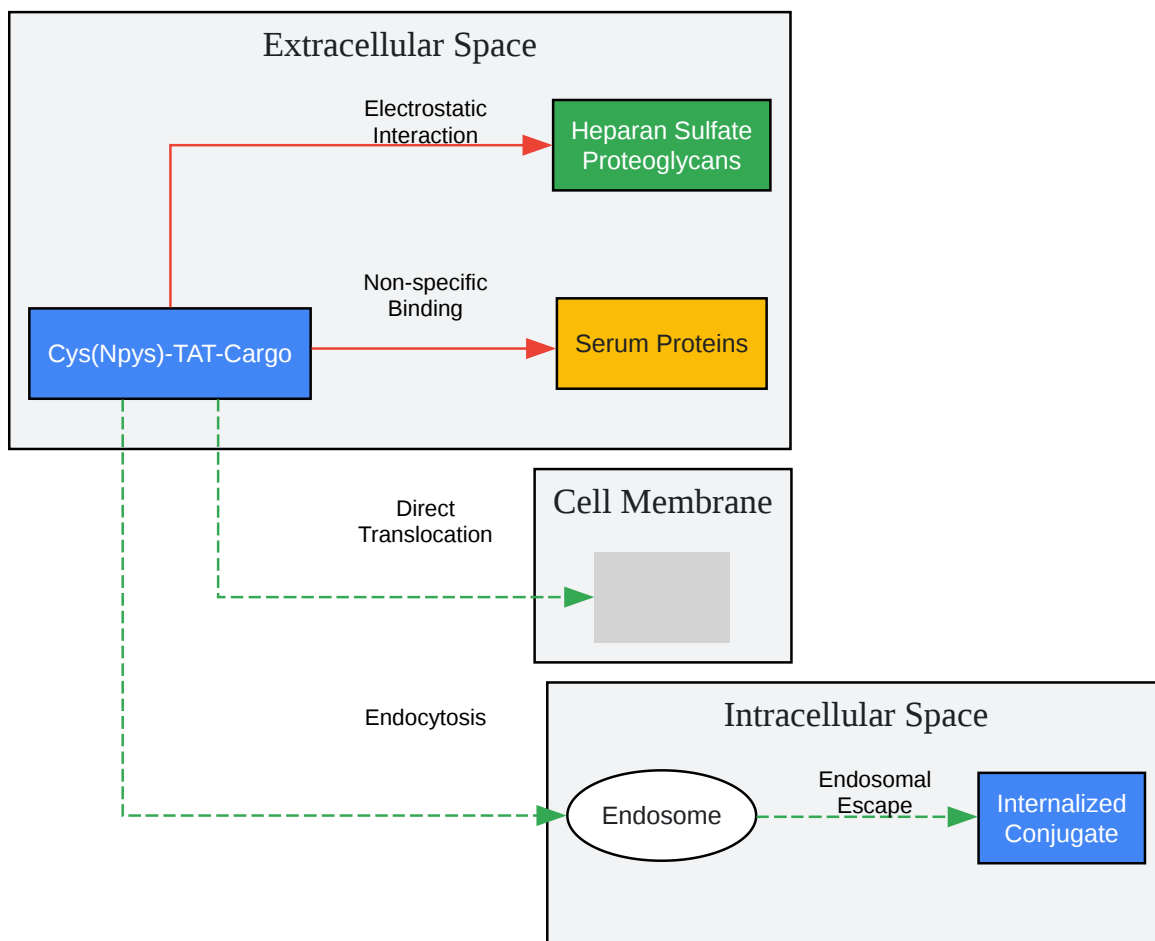 Extracellular Space
Electrostatic
Interaction
Heparan Sulfate
Proteoglycans
Non-specific
Binding
Cys(Npys)-TAT-Cargo
Serum Proteins
Direct
Translocation
Cell Membrane
Endocytosis
Intracellular Space
Endosome
Endosomal
Escape
Internalized
Conjugate